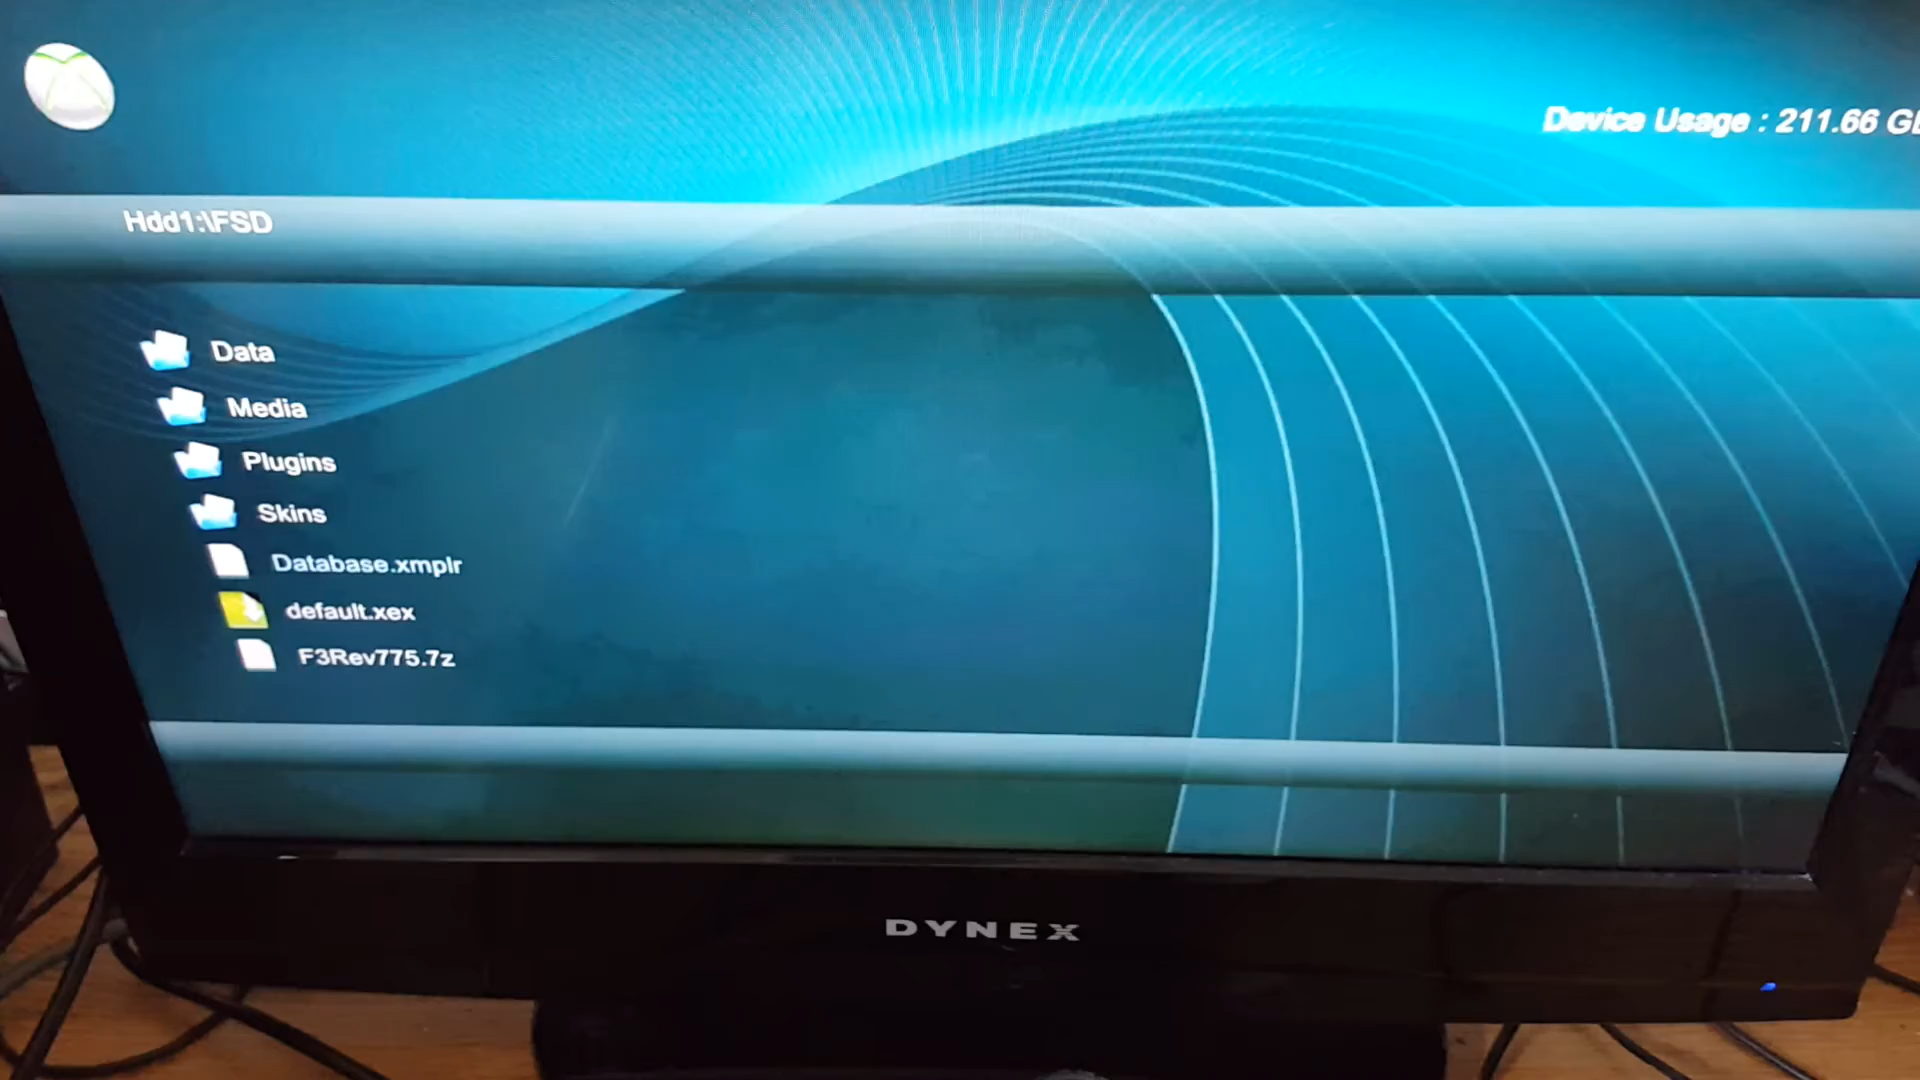 Device Usage : 211.66
Hdd1:\FSD
Data
Media
Plugins
Skins
Database.xmplr
default.xex
F3Rev775.7z
DYNEX